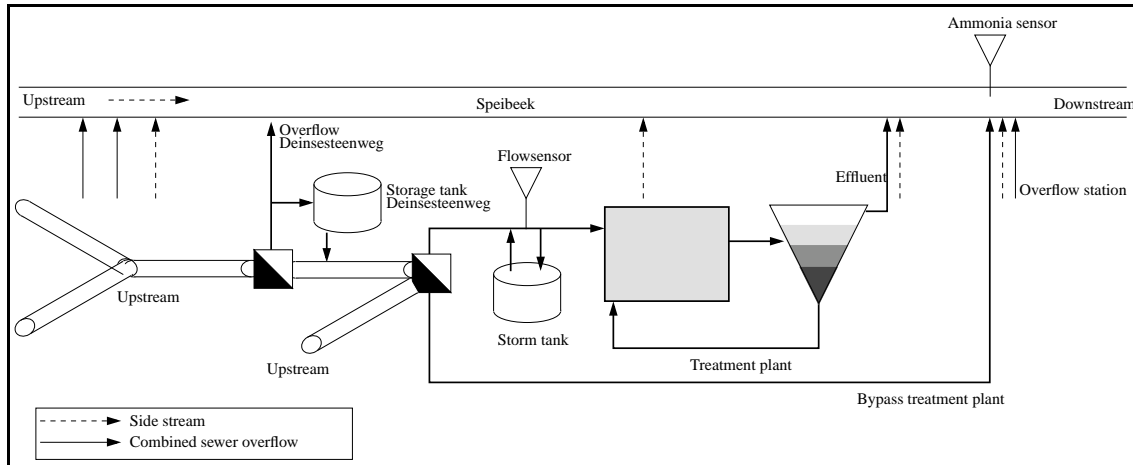 Ammonia sensor
Upstream
Speibeek
Downstream
Overflow
Deinsesteenweg
Flowsensor
Storage tank
Deinsesteenweg
Effluent
Overflow station
Upstream
Storm tank
Upstream
Treatment plant
Bypass treatment plant
Side stream
Combined sewer overflow